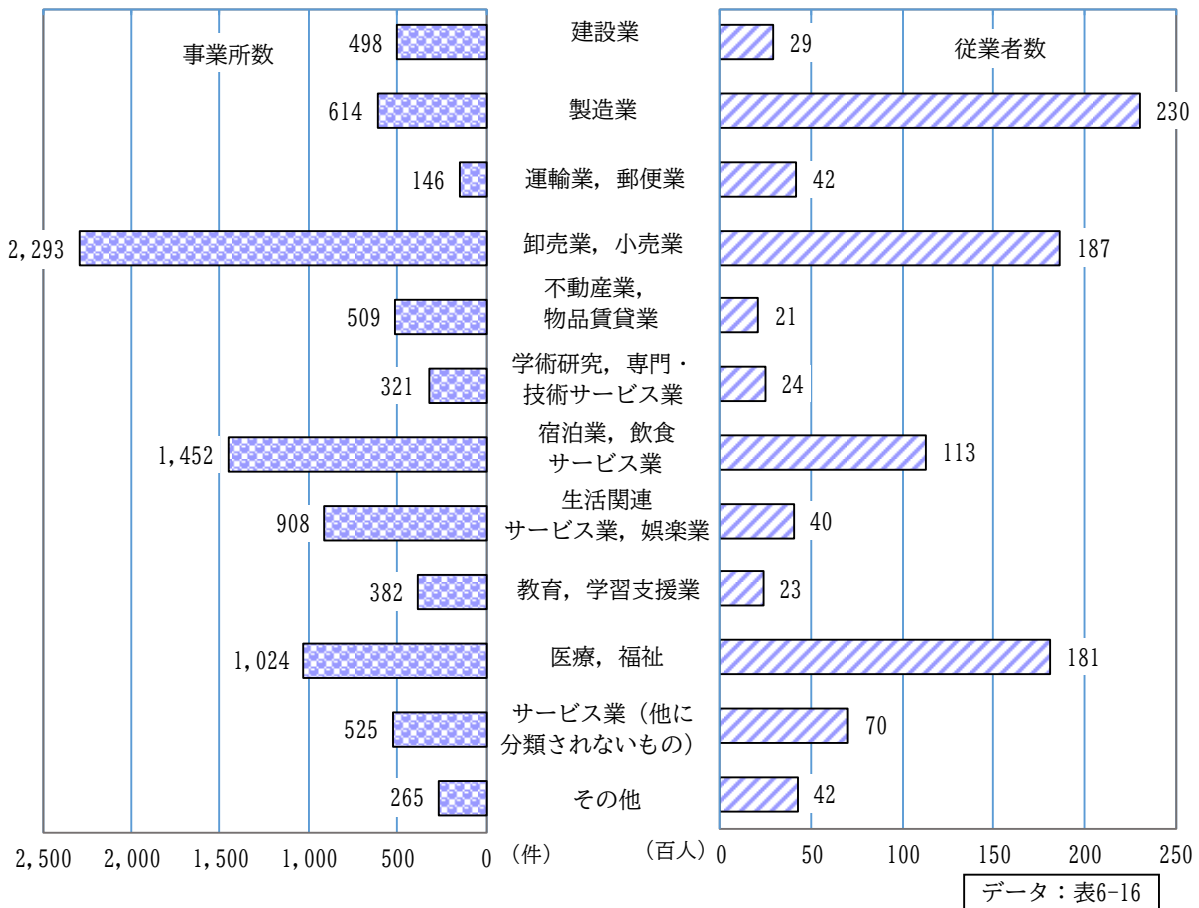 事業所数
従業者数
498
建設業
29
614
製造業
230
146
運輸業，郵便業
42
2,293
卸売業，小売業
187
509
不動産業，
物品賃貸業
21
321
学術研究，専門・
技術サービス業
24
1,452
宿泊業，飲食
サービス業
113
908
生活関連
サービス業，娯楽業
40
382
教育，学習支援業
23
1,024
医療，福祉
181
525
サービス業（他に
分類されないもの）
70
265
その他
42
2,500 2,000 1,500 1,000 500 0 （件）
（百人） 0 50 100 150 200 250
データ：表6-16